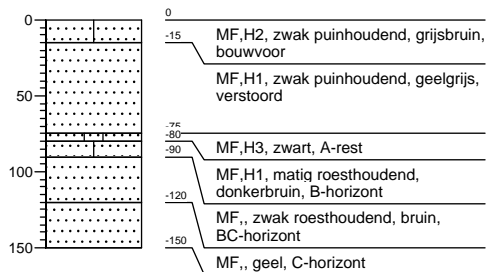 0
50
100
150
0
-15
MF,H2, zwak puinhoudend, grijsbruin,
bouwvoor
MF,H1, zwak puinhoudend, geelgrijs,
verstoord
-75
-80
MF,H3, zwart, A-rest
-90
MF,H1, matig roesthoudend,
donkerbruin, B-horizont
-120
MF,, zwak roesthoudend, bruin,
BC-horizont
-150
MF,, geel, C-horizont